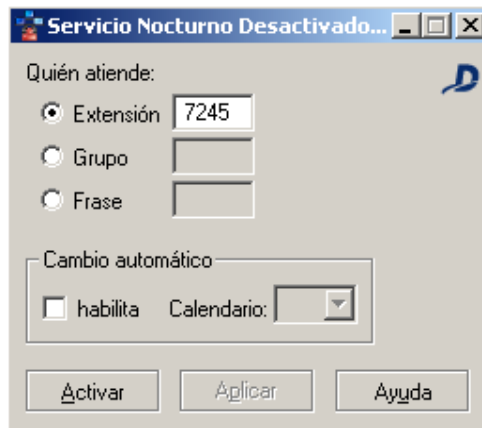 Servicio Nocturno Desactivado...
Quién atiende:
Extensión 7245
Grupo
Frase
Cambio automático
habilita Calendario:
Activar Aplicar Ayuda